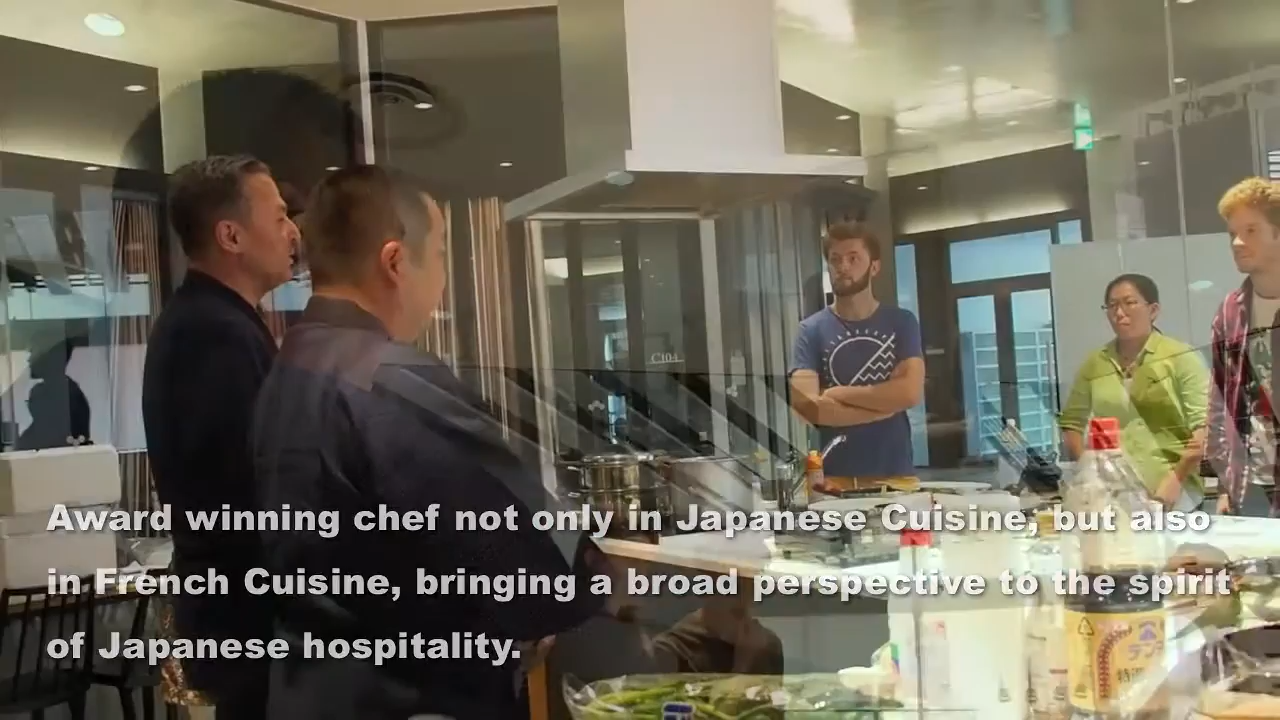 C104
Award winning chef not only in Japanese Cuisine, but also
in French Cuisine, bringing a broad perspective to the spirit
of Japanese hospitality.